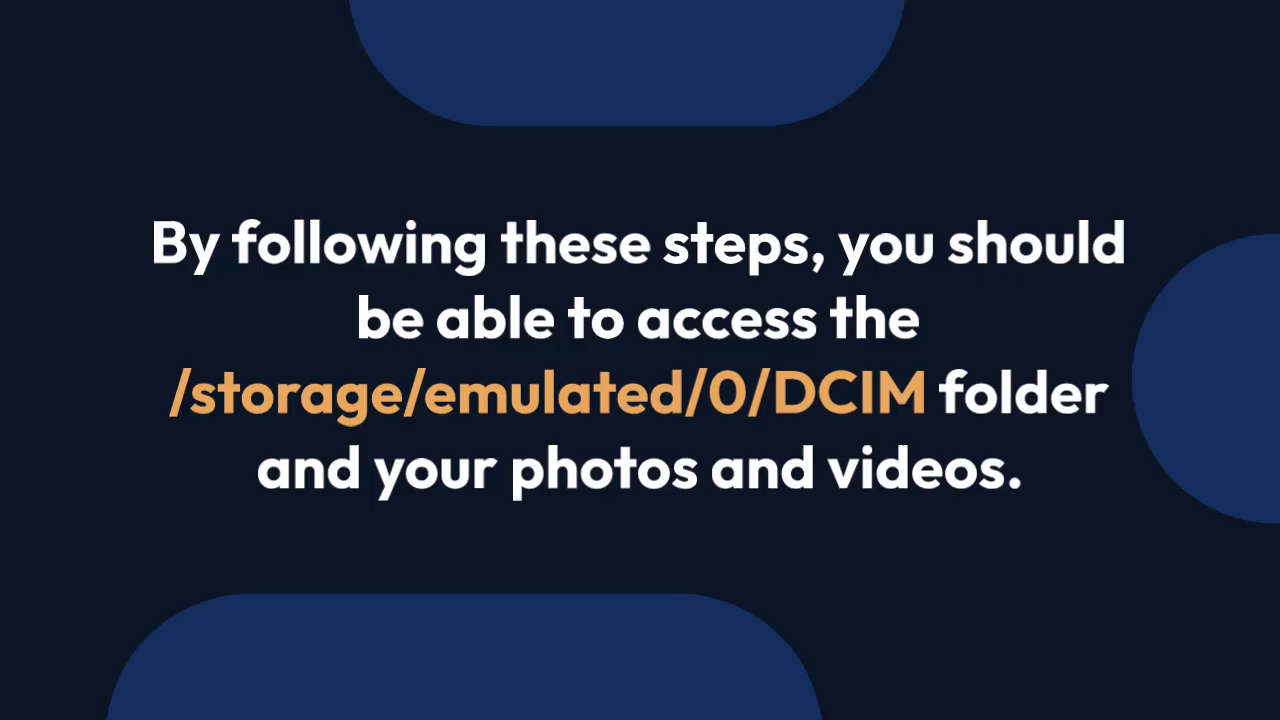 By following these steps, you should
be able to access the
/storage/emulated/0/DCIM folder
and your photos and videos.